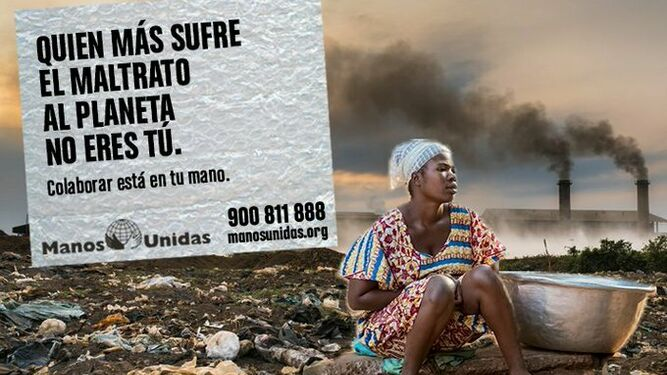 QUIEN MÁS SUFRE
EL MALTRATO
AL PLANETA
NO ERES TÚ.
Colaborar está en tu mano.
900 811 888
manosunidas.org
Manos Unidas